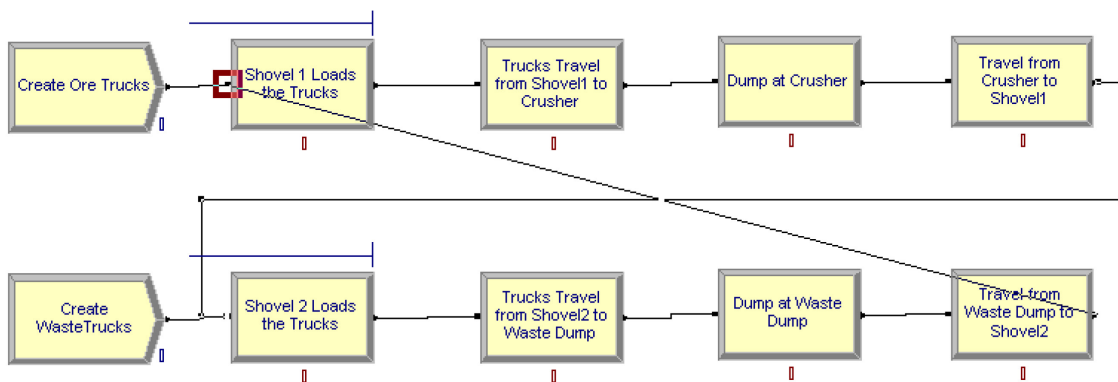 Create Ore Trucks
Shovel 1 Loads
the Trucks
Trucks Travel
from Shovel1 to
Crusher
Dump at Crusher
Travel from
Crusher to
Shovel1
Create
WasteTrucks
Shovel 2 Loads
the Trucks
Trucks Travel
from Shovel2 to
Waste Dump
Dump at Waste
Dump
Travel from
Waste Dump to
Shovel2